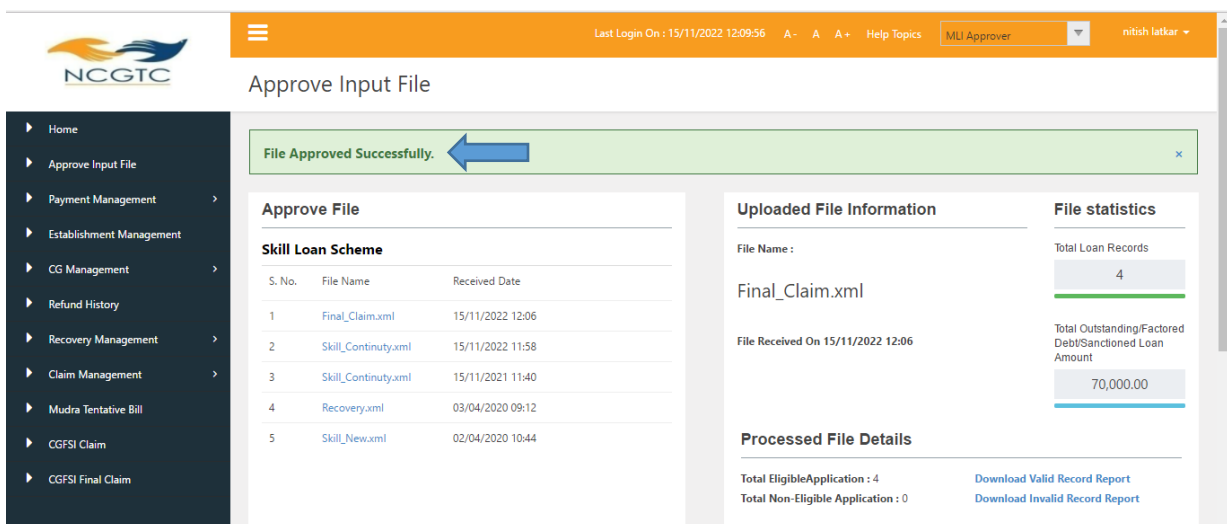 NCGTC
Last Login On : 15/11/2022 12:09:56 A- A A+ Help Topics MLI Approver nitish latkar
Approve Input File
Home
Approve Input File
Payment Management
Establishment Management
CG Management
Refund History
Recovery Management
Claim Management
Mudra Tentative Bill
CGFSI Claim
CGFSI Final Claim
File Approved Successfully. ×
Approve File
Skill Loan Scheme
S. No. File Name Received Date
1 Final_Claim.xml 15/11/2022 12:06
2 Skill_Continuty.xml 15/11/2022 11:58
3 Skill_Continuty.xml 15/11/2021 11:40
4 Recovery.xml 03/04/2020 09:12
5 Skill_New.xml 02/04/2020 10:44
Uploaded File Information
File Name :
Final_Claim.xml
File Received On 15/11/2022 12:06
File statistics
Total Loan Records
4
Total Outstanding/Factored
Debt/Sanctioned Loan
Amount
70,000.00
Processed File Details
Total EligibleApplication : 4 Download Valid Record Report
Total Non-Eligible Application : 0 Download Invalid Record Report